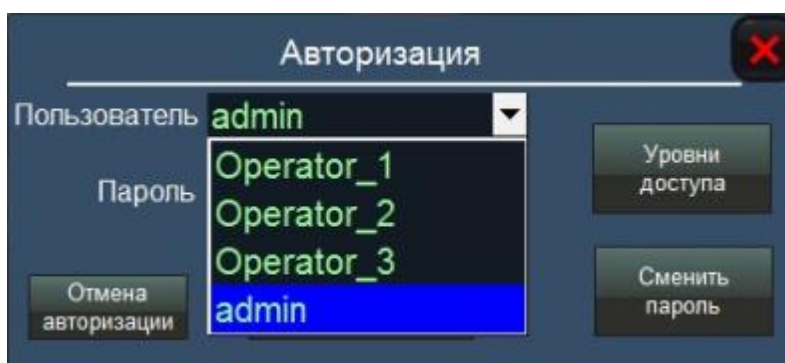 Авторизация
Пользователь admin
Operator_1
Уровни
доступа
Пароль
Operator_2
Operator_3
Сменить
пароль
Отмена
авторизации
admin